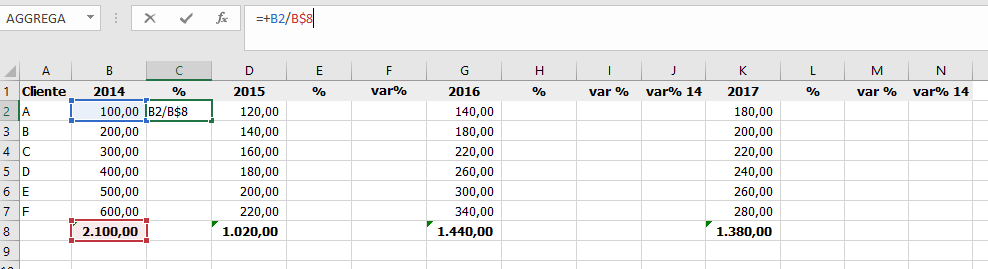 AGGREGA fx =+B2/B$8
A B C D E F G H I J K L M N
1 Cliente 2014 % 2015 % var% 2016 % var % var% 14 2017 % var % var% 14
2 A 100,00 B2/B$8 120,00 140,00 180,00
3 B 200,00 140,00 180,00 200,00
4 C 300,00 160,00 220,00 220,00
5 D 400,00 180,00 260,00 240,00
6 E 500,00 200,00 300,00 260,00
7 F 600,00 220,00 340,00 280,00
8 2.100,00 1.020,00 1.440,00 1.380,00
9